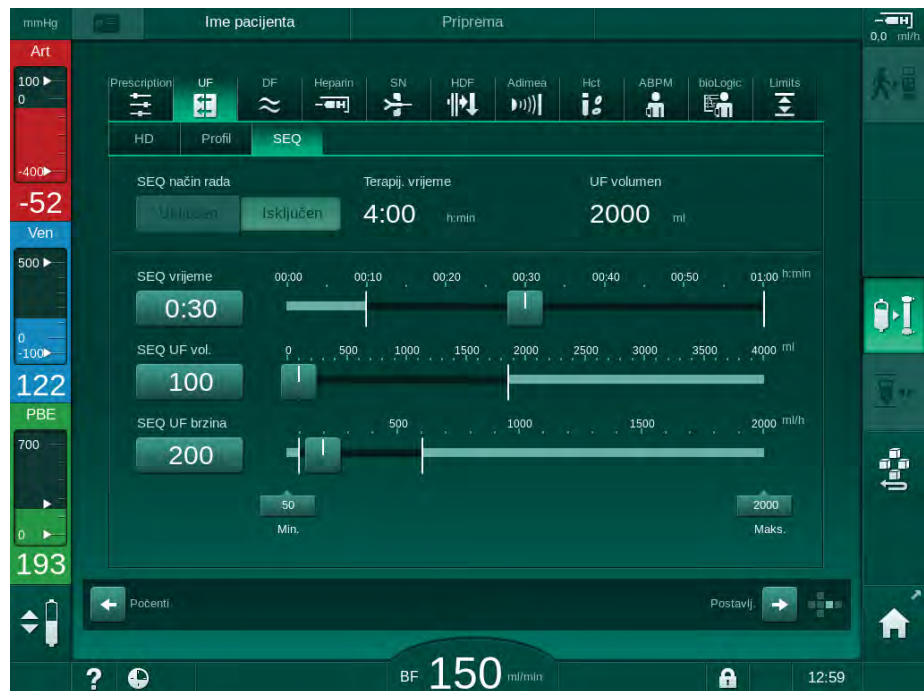 mmHg
Ime pacijenta
Priprema
0,0 ml/h
Art
100
0
-400
-52
Ven
500
0
-100
122
PBE
700
0
193
Prescription UF DF Heparin SN HDF Adimea Hct ABPM bioLogic Limits
HD Profil SEQ
SEQ način rada Terapij. vrijeme UF volumen
Uključen Isključen 4:00 h:min 2000 ml
SEQ vrijeme 00:00 00:10 00:20 00:30 00:40 00:50 01:00 h:min
0:30
SEQ UF vol. 0 500 1000 1500 2000 2500 3000 3500 4000 ml
100
SEQ UF brzina 500 1000 1500 2000 ml/h
200
50 2000
Min. Maks.
Počenti Postavlj.
? BF 150 ml/min 12:59